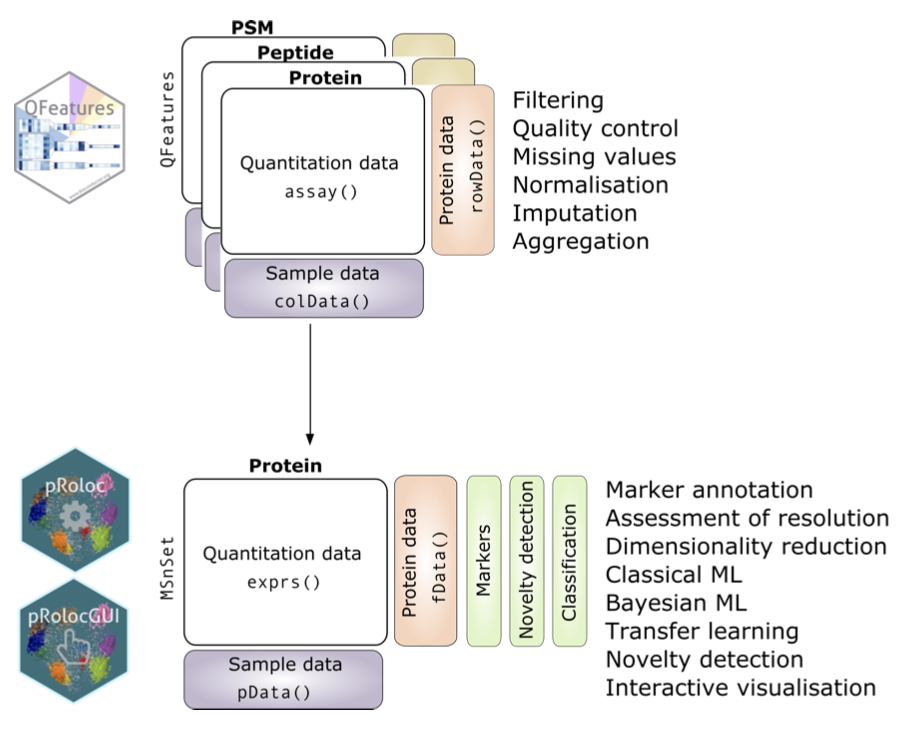 PSM
Peptide
Protein
QFeatures
QFeatures
Quantitation data
assay()
Protein data
rowData()
Sample data
colData()
Filtering
Quality control
Missing values
Normalisation
Imputation
Aggregation
pRoloc
pRolocGUI
Protein
MSnSet
Quantitation data
exprs()
Protein data
fData()
Markers
Novelty detection
Classification
Sample data
pData()
Marker annotation
Assessment of resolution
Dimensionality reduction
Classical ML
Bayesian ML
Transfer learning
Novelty detection
Interactive visualisation